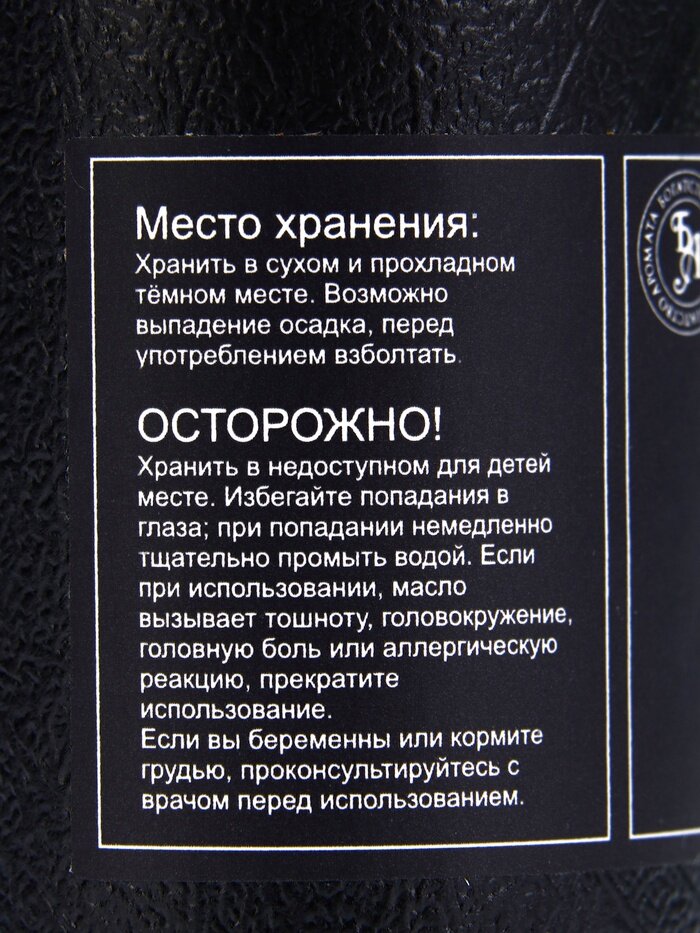 Место хранения:
Хранить в сухом и прохладном
тёмном месте. Возможно
выпадение осадка, перед
употреблением взболтать.
ОСТОРОЖНО!
Хранить в недоступном для детей
месте. Избегайте попадания в
глаза; при попадании немедленно
тщательно промыть водой. Если
при использовании, масло
вызывает тошноту, головокружение,
головную боль или аллергическую
реакцию, прекратите
использование.
Если вы беременны или кормите
грудью, проконсультируйтесь с
врачом перед использованием.
АРОМАТА